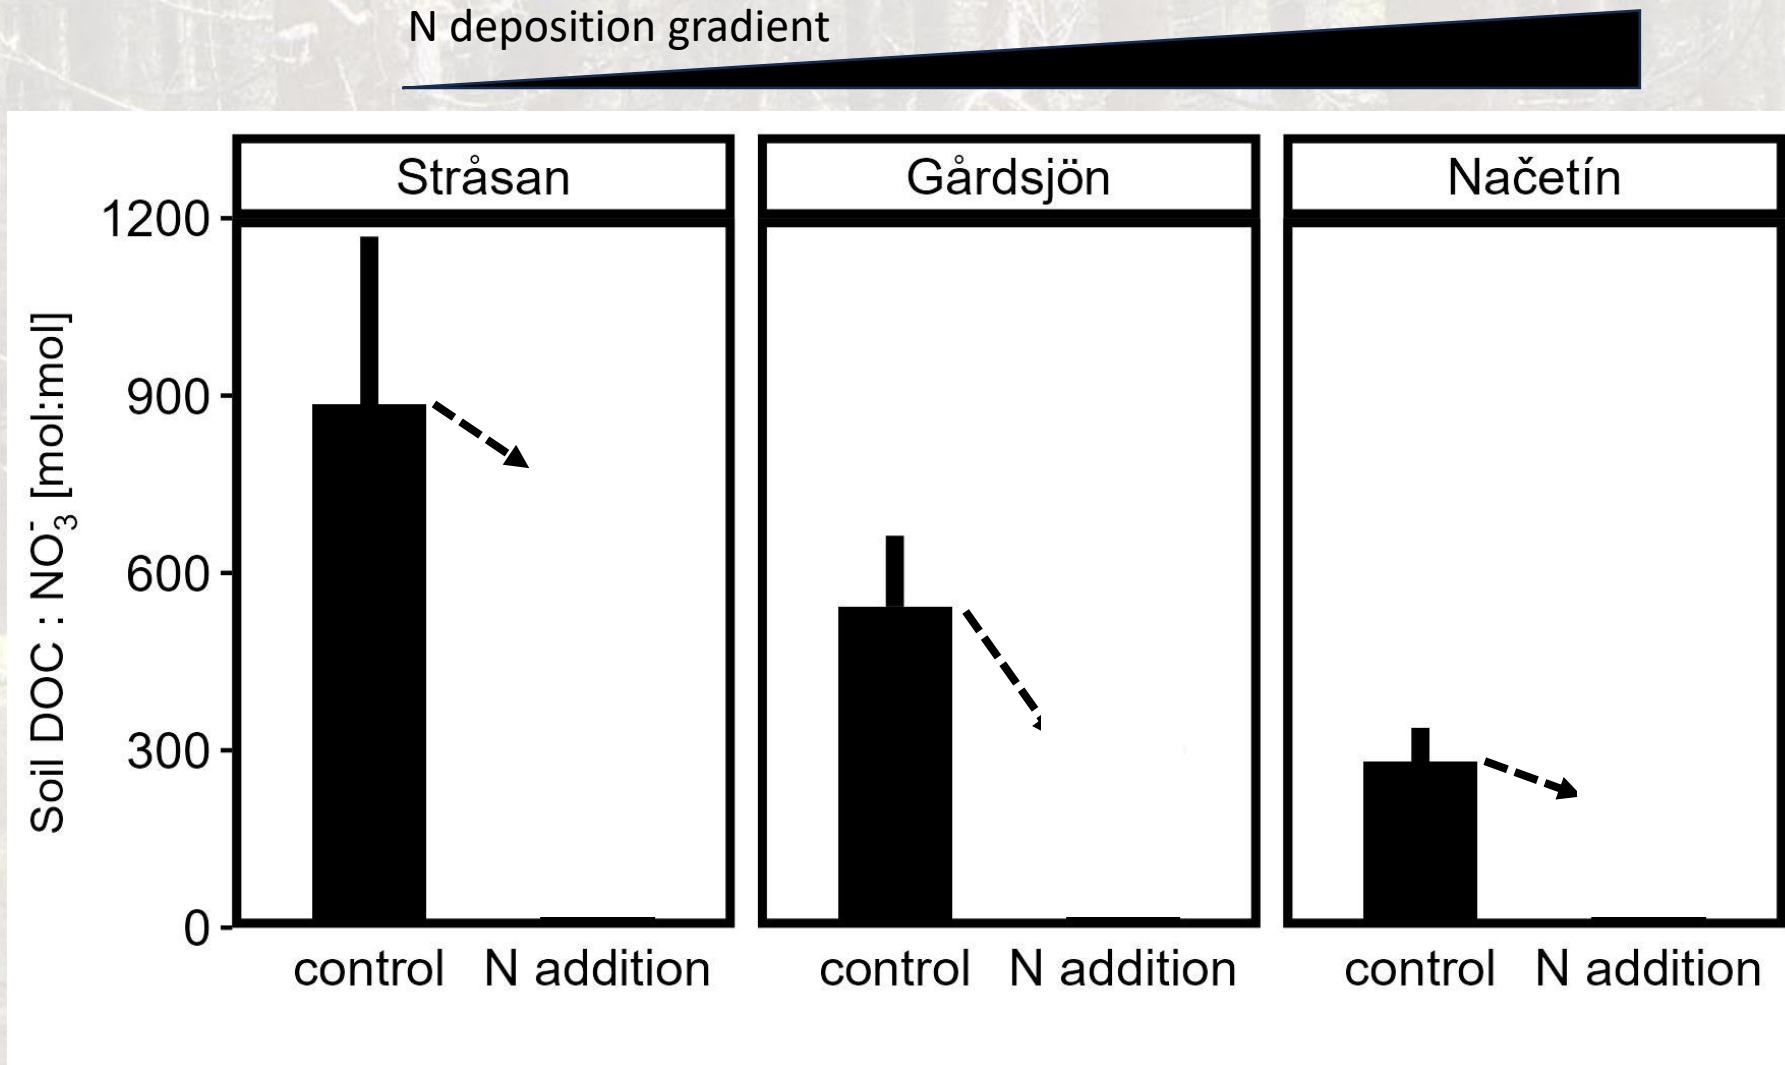 N deposition gradient
Stråsan
Gårdsjön
Načetín
Soil DOC : NO₃⁻ [mol:mol]
1200
900
600
300
0
control N addition
control N addition
control N addition